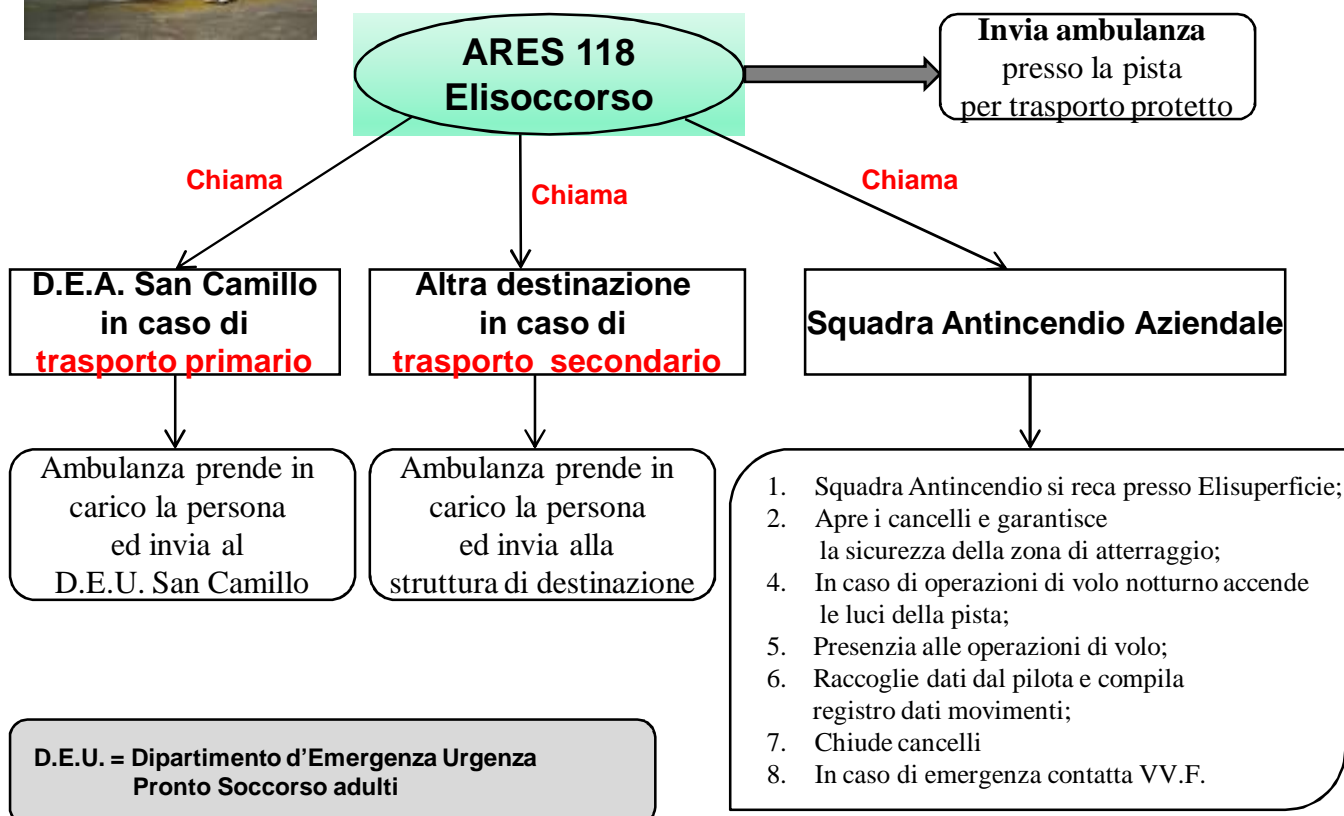 ARES 118
Elisoccorso
Invia ambulanza
presso la pista
per trasporto protetto
Chiama
Chiama
Chiama
D.E.A. San Camillo
in caso di
trasporto primario
Altra destinazione
in caso di
trasporto secondario
Squadra Antincendio Aziendale
Ambulanza prende in
carico la persona
ed invia al
D.E.U. San Camillo
Ambulanza prende in
carico la persona
ed invia alla
struttura di destinazione
1. Squadra Antincendio si reca presso Elisuperficie;
2. Apre i cancelli e garantisce
la sicurezza della zona di atterraggio;
4. In caso di operazioni di volo notturno accende
le luci della pista;
5. Presenzia alle operazioni di volo;
6. Raccoglie dati dal pilota e compila
registro dati movimenti;
7. Chiude cancelli
8. In caso di emergenza contatta VV.F.
D.E.U. = Dipartimento d’Emergenza Urgenza
Pronto Soccorso adulti